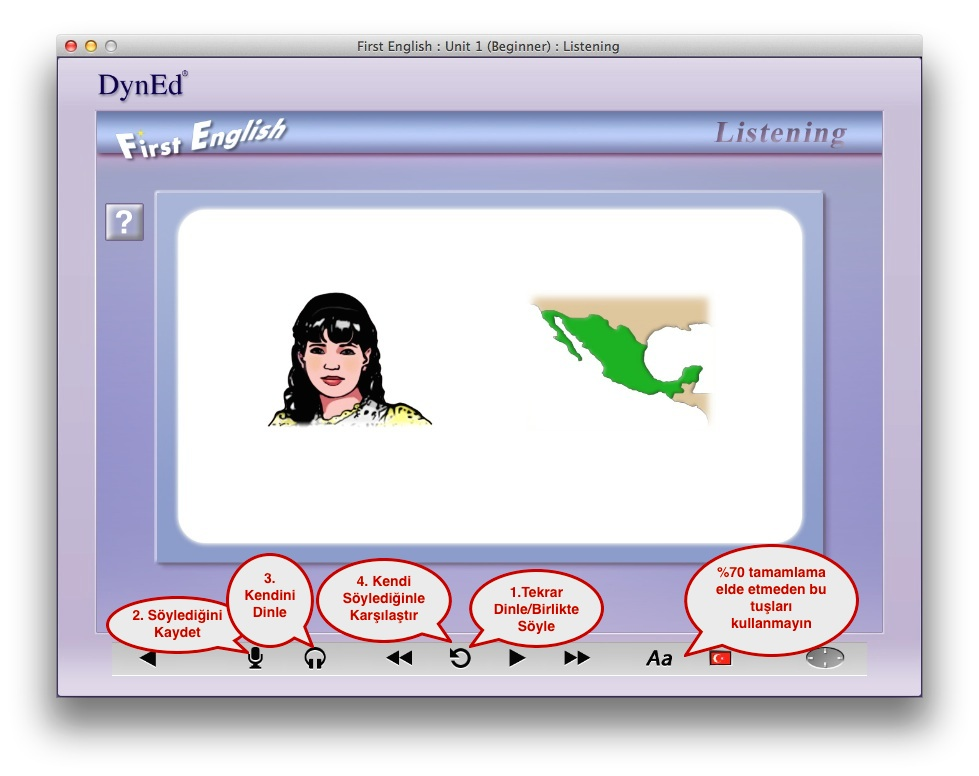 First English : Unit 1 (Beginner) : Listening
DynEd®
First English
Listening
?
2. Söylediğini
Kaydet
3.
Kendini
Dinle
4. Kendi
Söylediğinle
Karşılaştır
1.Tekrar
Dinle/Birlikte
Söyle
%70 tamamlama
elde etmeden bu
tuşları
kullanmayın
Aa